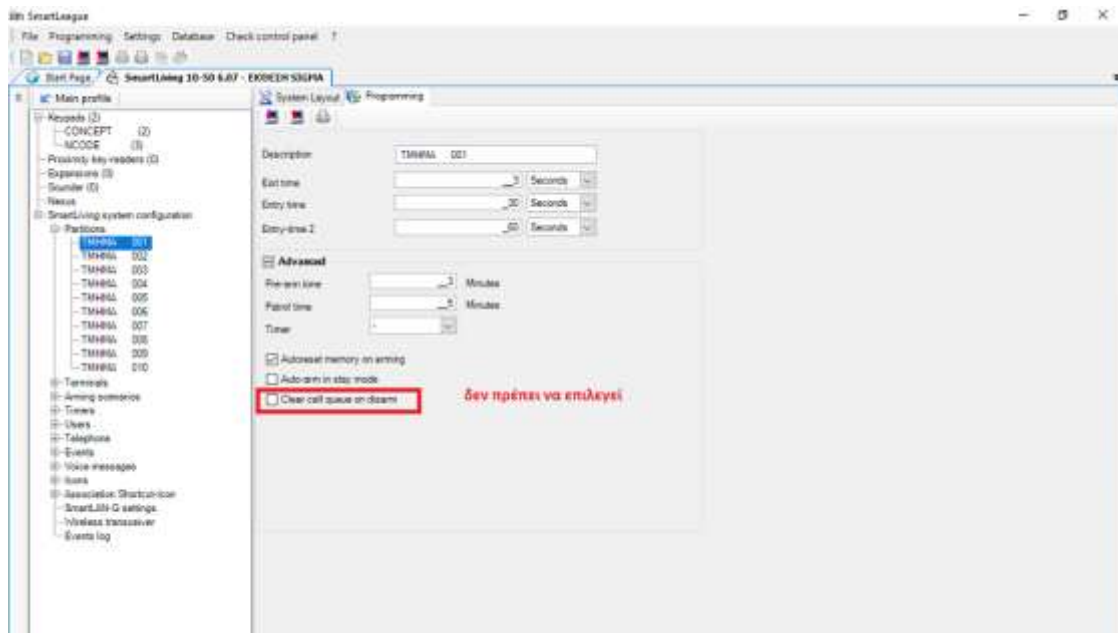 SmartLeague
File Programming Settings Database Check control panel ?
Start Page SmartLiving 10-50 6.07 - ΕΚΘΕΣΗ SIGMA
Main profile
System Layout Programming
Keypads (2)
CONCEPT (2)
NCODE (3)
Proximity key-readers (0)
Expansions (0)
Sounder (0)
Nexus
SmartLiving system configuration
Partitions
ΤΜΗΜΑ 001
ΤΜΗΜΑ 002
ΤΜΗΜΑ 003
ΤΜΗΜΑ 004
ΤΜΗΜΑ 005
ΤΜΗΜΑ 006
ΤΜΗΜΑ 007
ΤΜΗΜΑ 008
ΤΜΗΜΑ 009
ΤΜΗΜΑ 010
Terminals
Arming scenarios
Timers
Users
Telephone
Events
Voice messages
Icons
Association Shortcut-Icon
SmartLAN-G settings
Wireless transceiver
Events log
Description ΤΜΗΜΑ 001
Exit time Seconds
Entry time _30 Seconds
Entry-time 2 Seconds
Advanced
Pre-arm time Minutes
Patrol time __5 Minutes
Timer -
Autoreset memory on arming
Auto-arm in stay mode
Clear call queue on disarm
δεν πρέπει να επιλεγεί